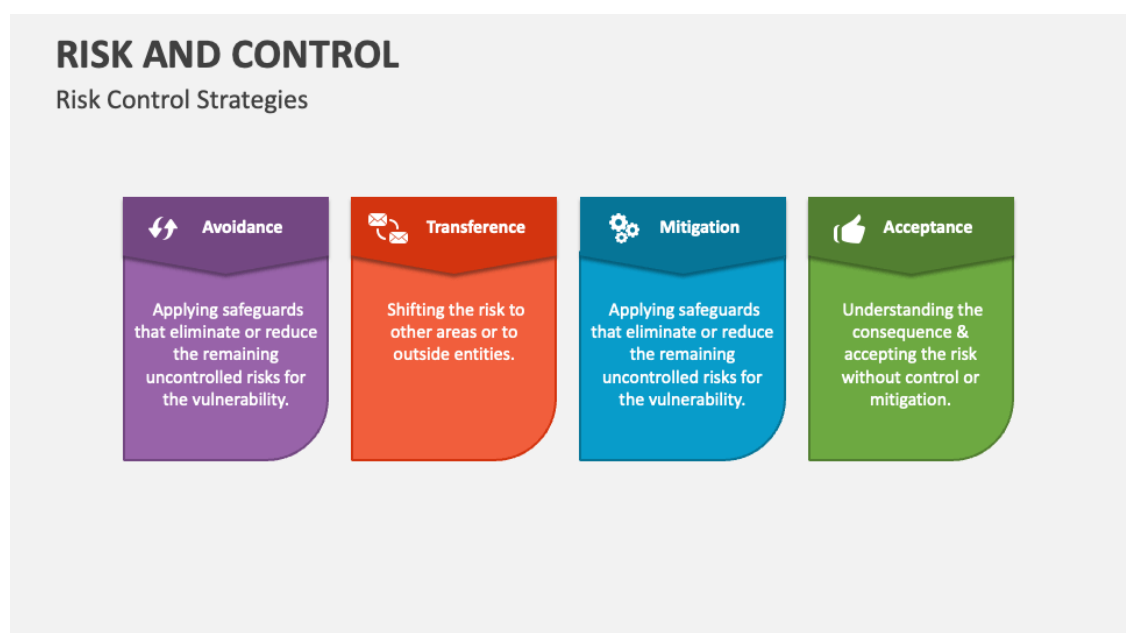 RISK AND CONTROL
Risk Control Strategies
Avoidance
Applying safeguards
that eliminate or reduce
the remaining
uncontrolled risks for
the vulnerability.
Transference
Shifting the risk to
other areas or to
outside entities.
Mitigation
Applying safeguards
that eliminate or reduce
the remaining
uncontrolled risks for
the vulnerability.
Acceptance
Understanding the
consequence &
accepting the risk
without control or
mitigation.